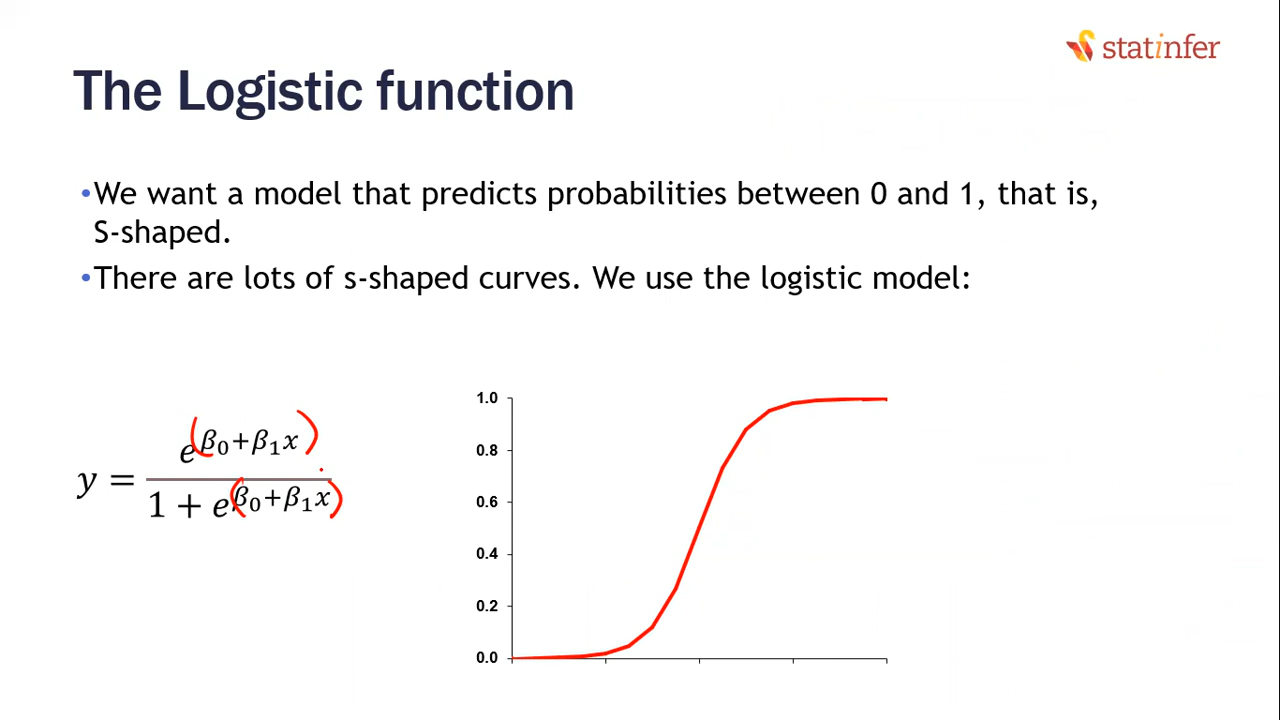 statinfer
The Logistic function
•We want a model that predicts probabilities between 0 and 1, that is,
S-shaped.
•There are lots of s-shaped curves. We use the logistic model:
y = e^(β₀+β₁x) / 1 + e^(β₀+β₁x)
1.0
0.8
0.6
0.4
0.2
0.0